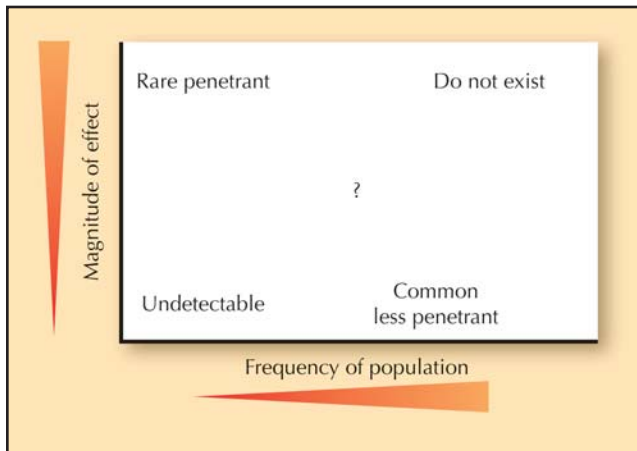 Rare penetrant
Do not exist
Magnitude of effect
?
Undetectable
Common
less penetrant
Frequency of population